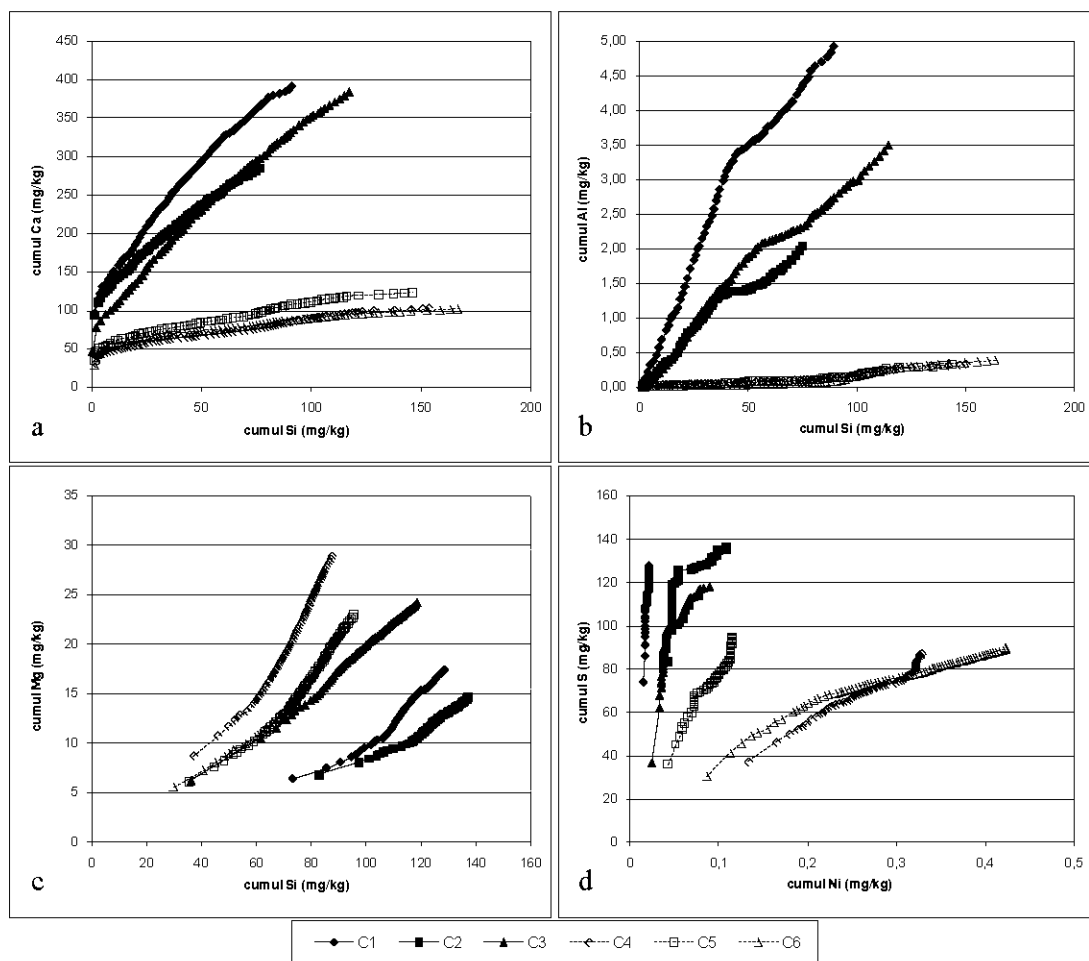 450
400
350
300
250
200
150
100
50
0
cumul Ca (mg/kg)
0 50 100 150 200
cumul Si (mg/kg)
a
5,00
4,50
4,00
3,50
3,00
2,50
2,00
1,50
1,00
0,50
0,00
cumul Al (mg/kg)
0 50 100 150 200
cumul Si (mg/kg)
b
35
30
25
20
15
10
5
0
cumul Mg (mg/kg)
0 20 40 60 80 100 120 140 160
cumul Si (mg/kg)
c
160
140
120
100
80
60
40
20
0
cumul S (mg/kg)
0 0,1 0,2 0,3 0,4 0,5
cumul Ni (mg/kg)
d
C1 C2 C3 C4 C5 C6